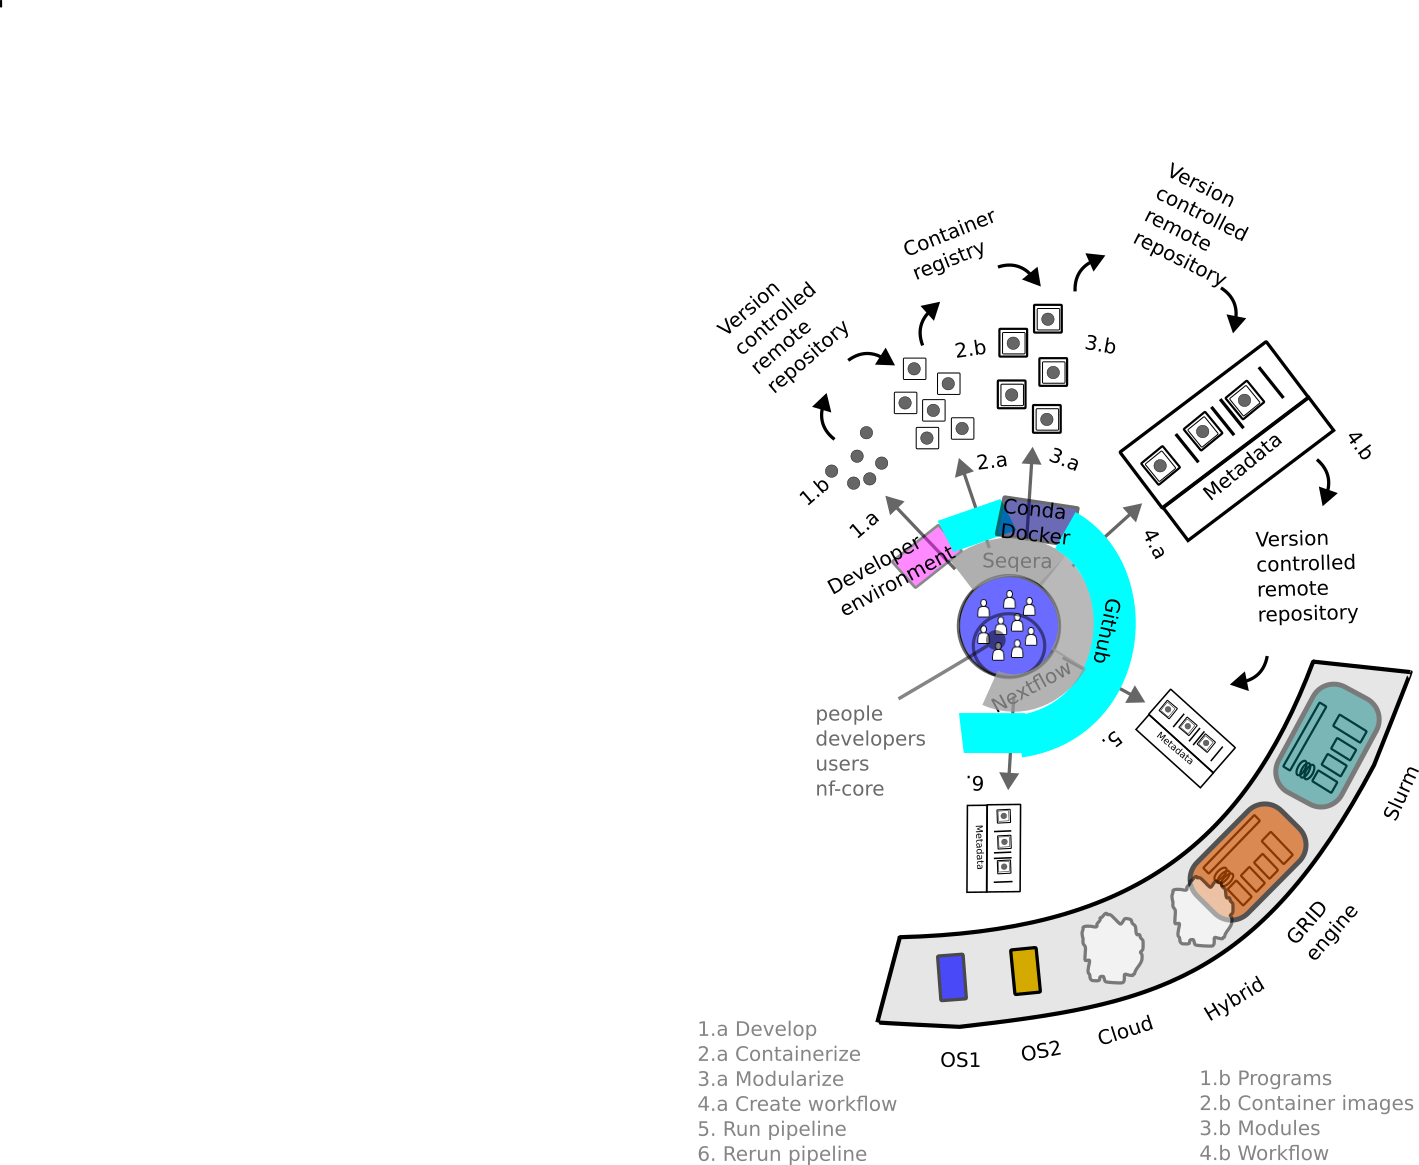 Version
controlled
remote
repository
Container
registry
Version
controlled
remote
repository
2.b
3.b
1.b
2.a
3.a
4.b
Metadata
1.a
4.a
Conda
Docker
Developer
environment
Seqera
Github
Nextflow
Version
controlled
remote
repository
people
developers
users
nf-core
5.
Metadata
6.
Metadata
Slurm
GRID
engine
Hybrid
Cloud
OS2
OS1
1.a Develop
2.a Containerize
3.a Modularize
4.a Create workflow
5. Run pipeline
6. Rerun pipeline
1.b Programs
2.b Container images
3.b Modules
4.b Workflow